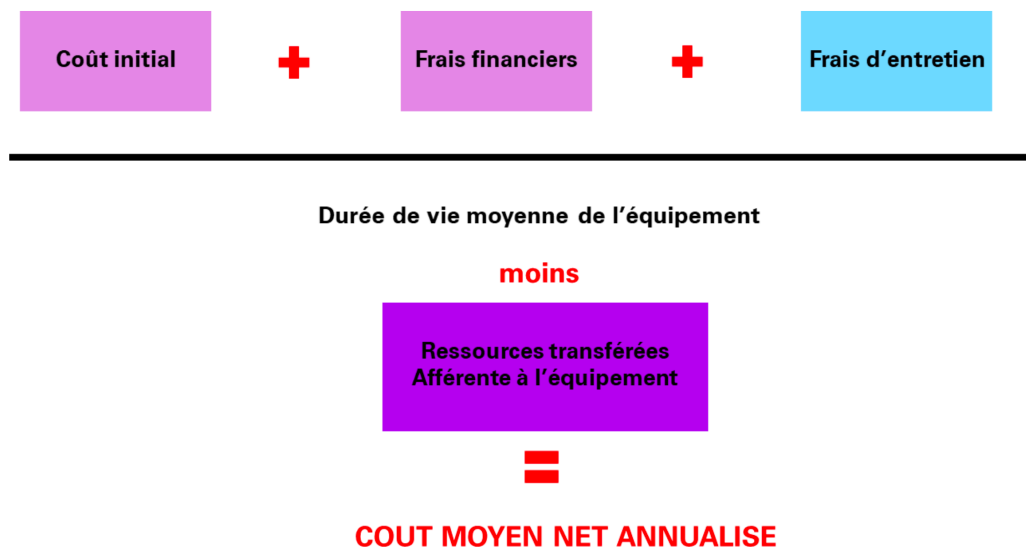 Coût initial + Frais financiers + Frais d'entretien
Durée de vie moyenne de l'équipement
moins
Ressources transférées
Afférente à l'équipement
=
COUT MOYEN NET ANNUALISE